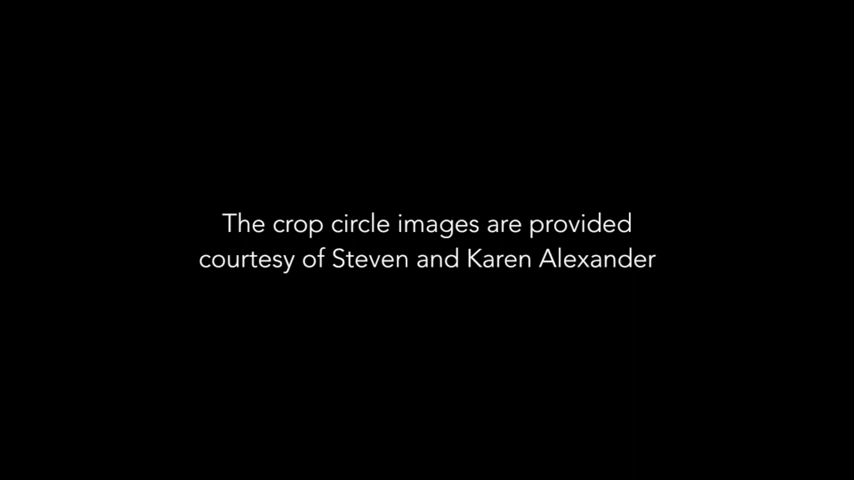 The crop circle images are provided
courtesy of Steven and Karen Alexander